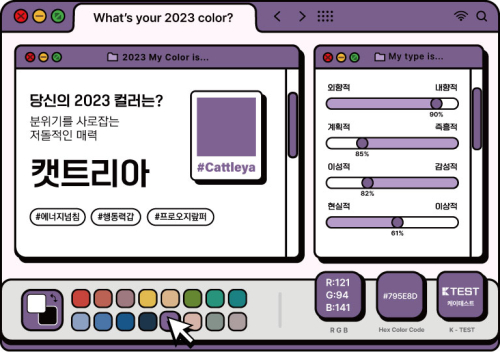 What's your 2023 color?
2023 My Color is...
당신의 2023 컬러는?
분위기를 사로잡는
저돌적인 매력
캣트리아
#Cattleya
#에너지넘침 #행동력갑 #프로오지랖퍼
My type is...
외향적 내향적
90%
계획적 즉흥적
85%
이성적 감성적
82%
현실적 이상적
61%
R:121
G:94
B:141
R G B
#795E8D
Hex Color Code
K TEST
케이테스트
K - TEST